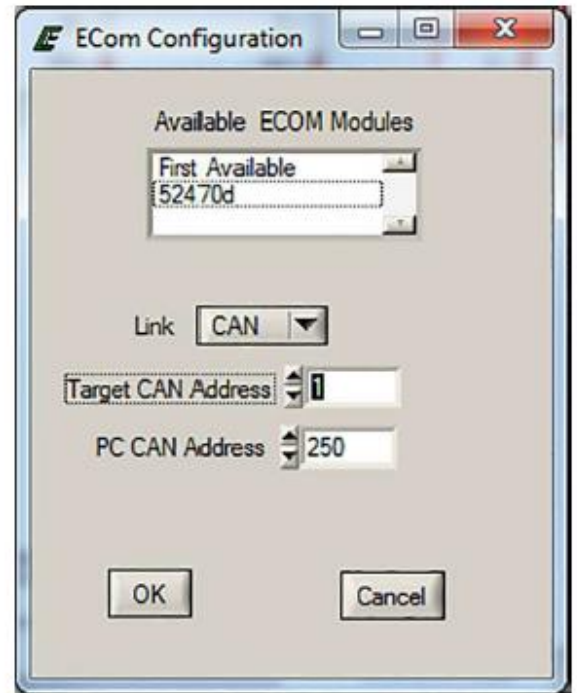 ECom Configuration
Available ECOM Modules
First Available
52470d
Link CAN
Target CAN Address 1
PC CAN Address 250
OK Cancel